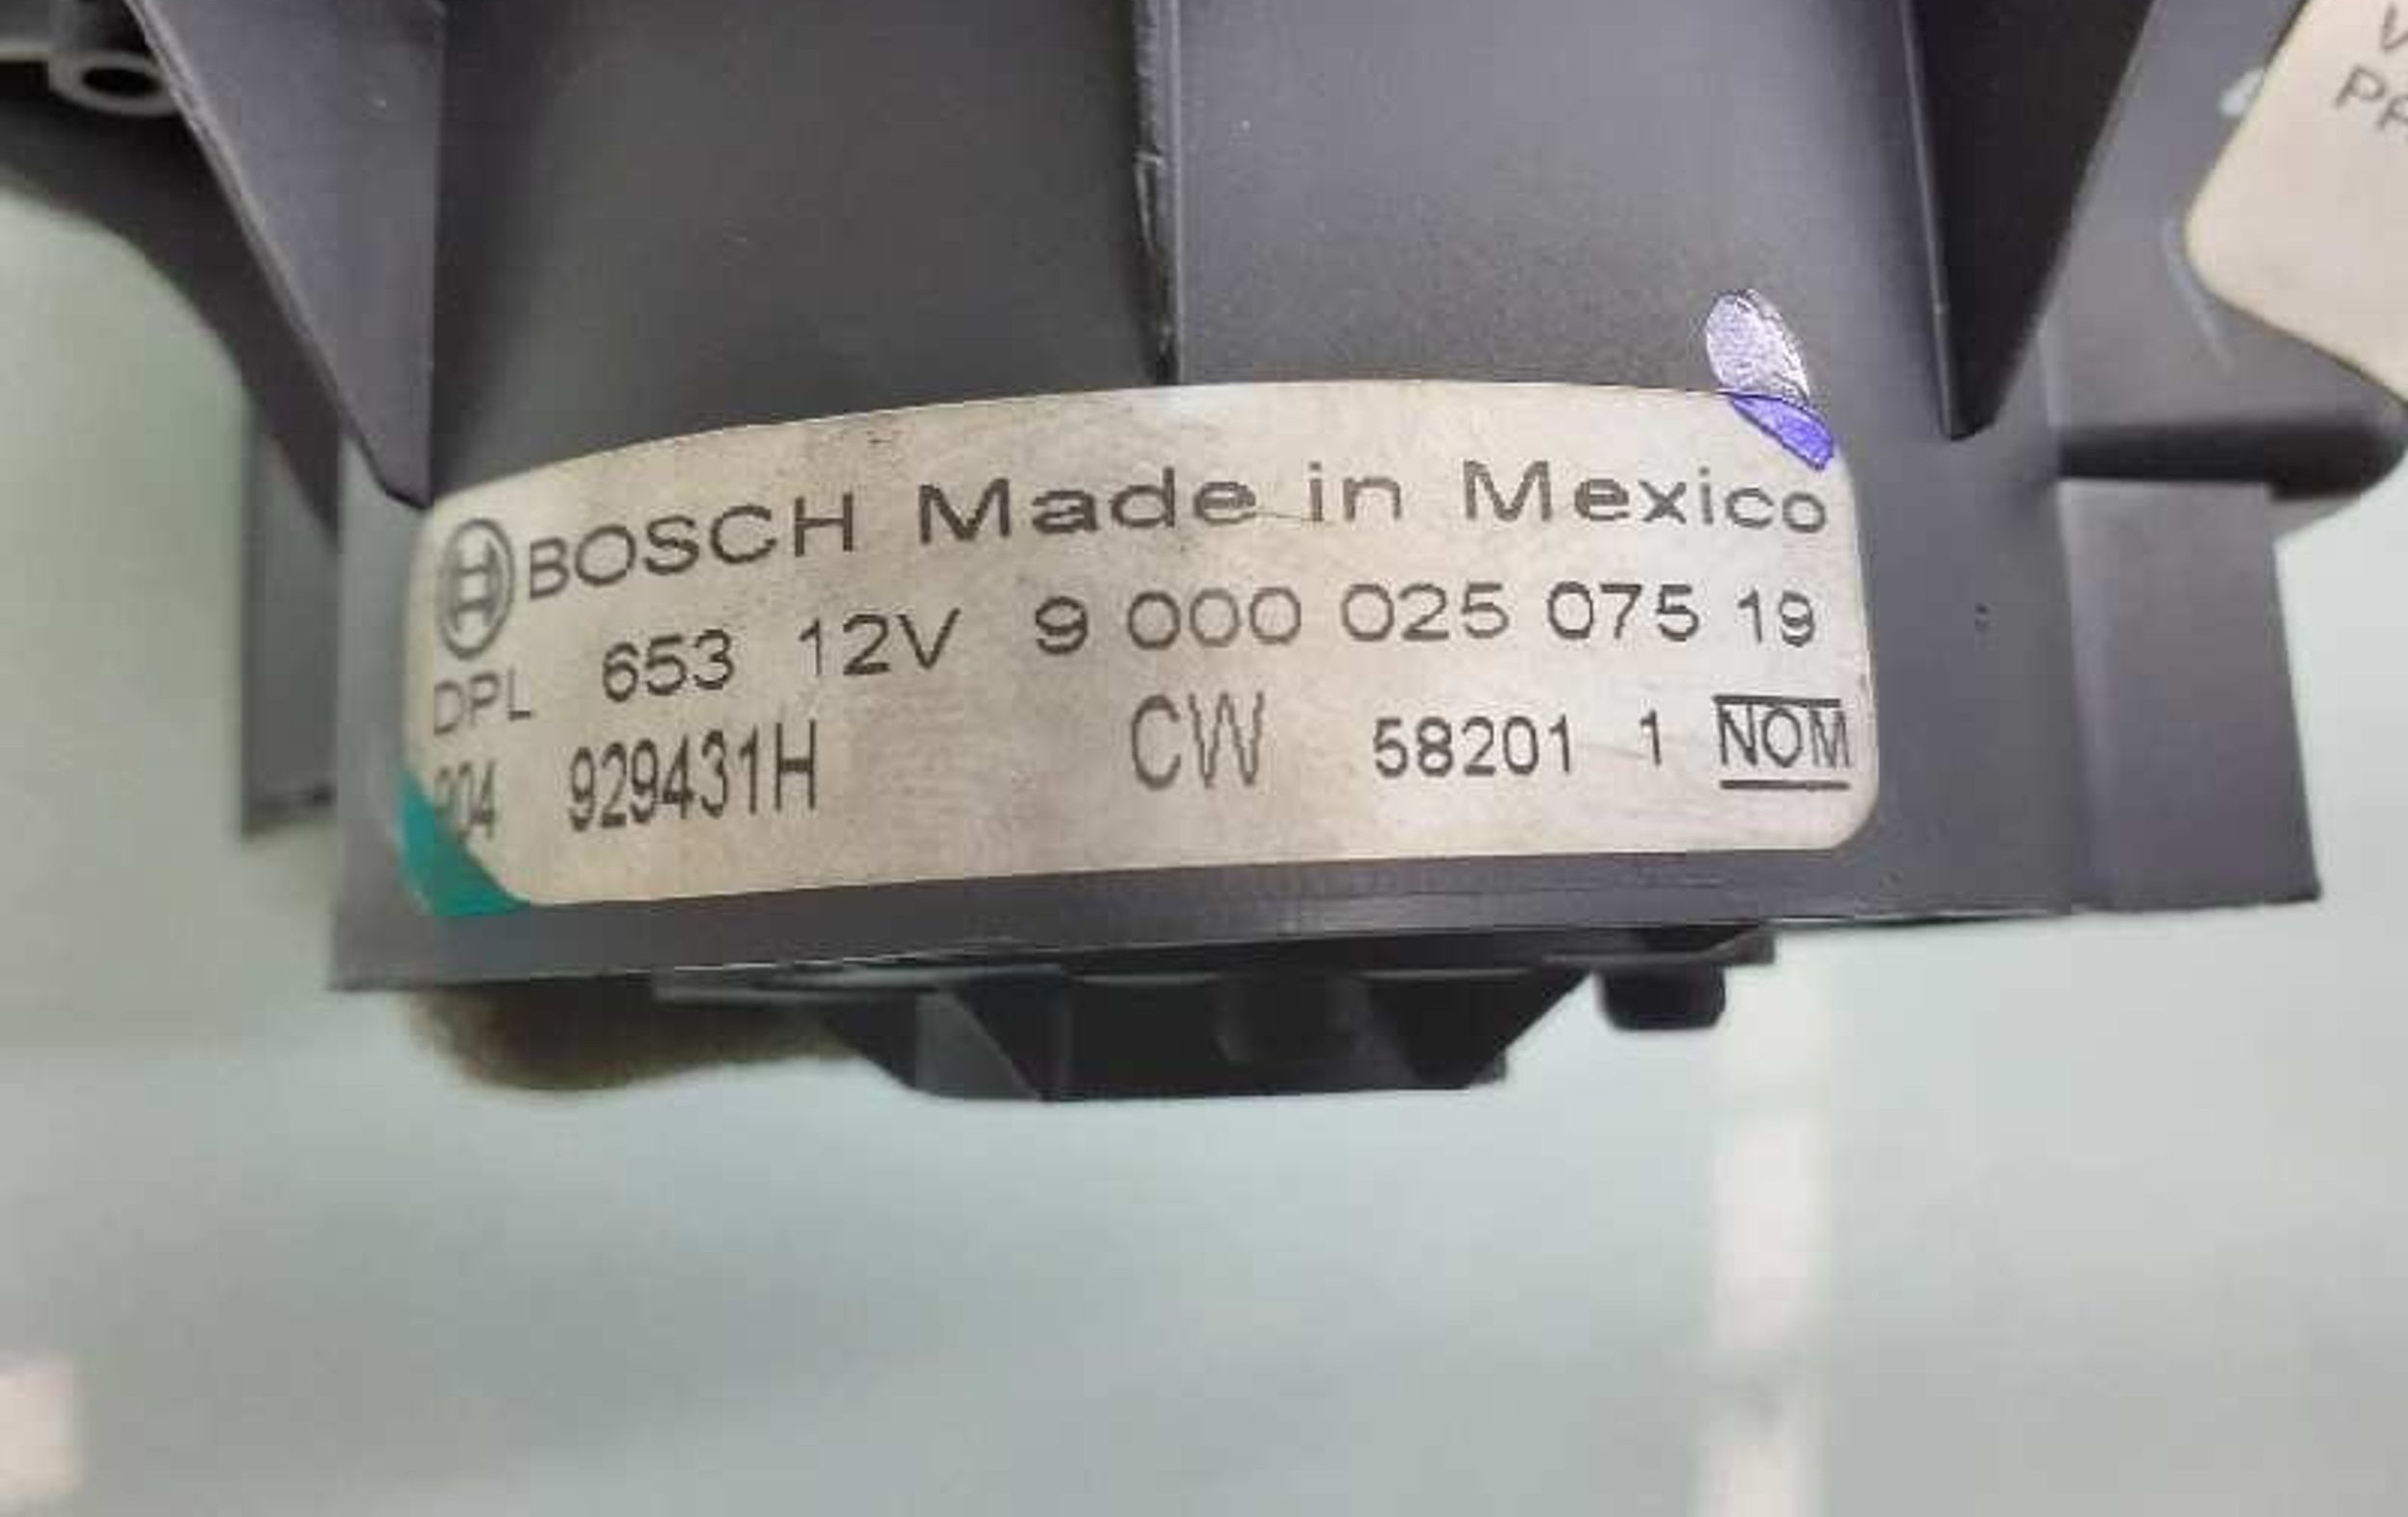 BOSCH Made in Mexico
DPL 653 12V 9 000 025 075 19
929431H CW 58201 1 NOM